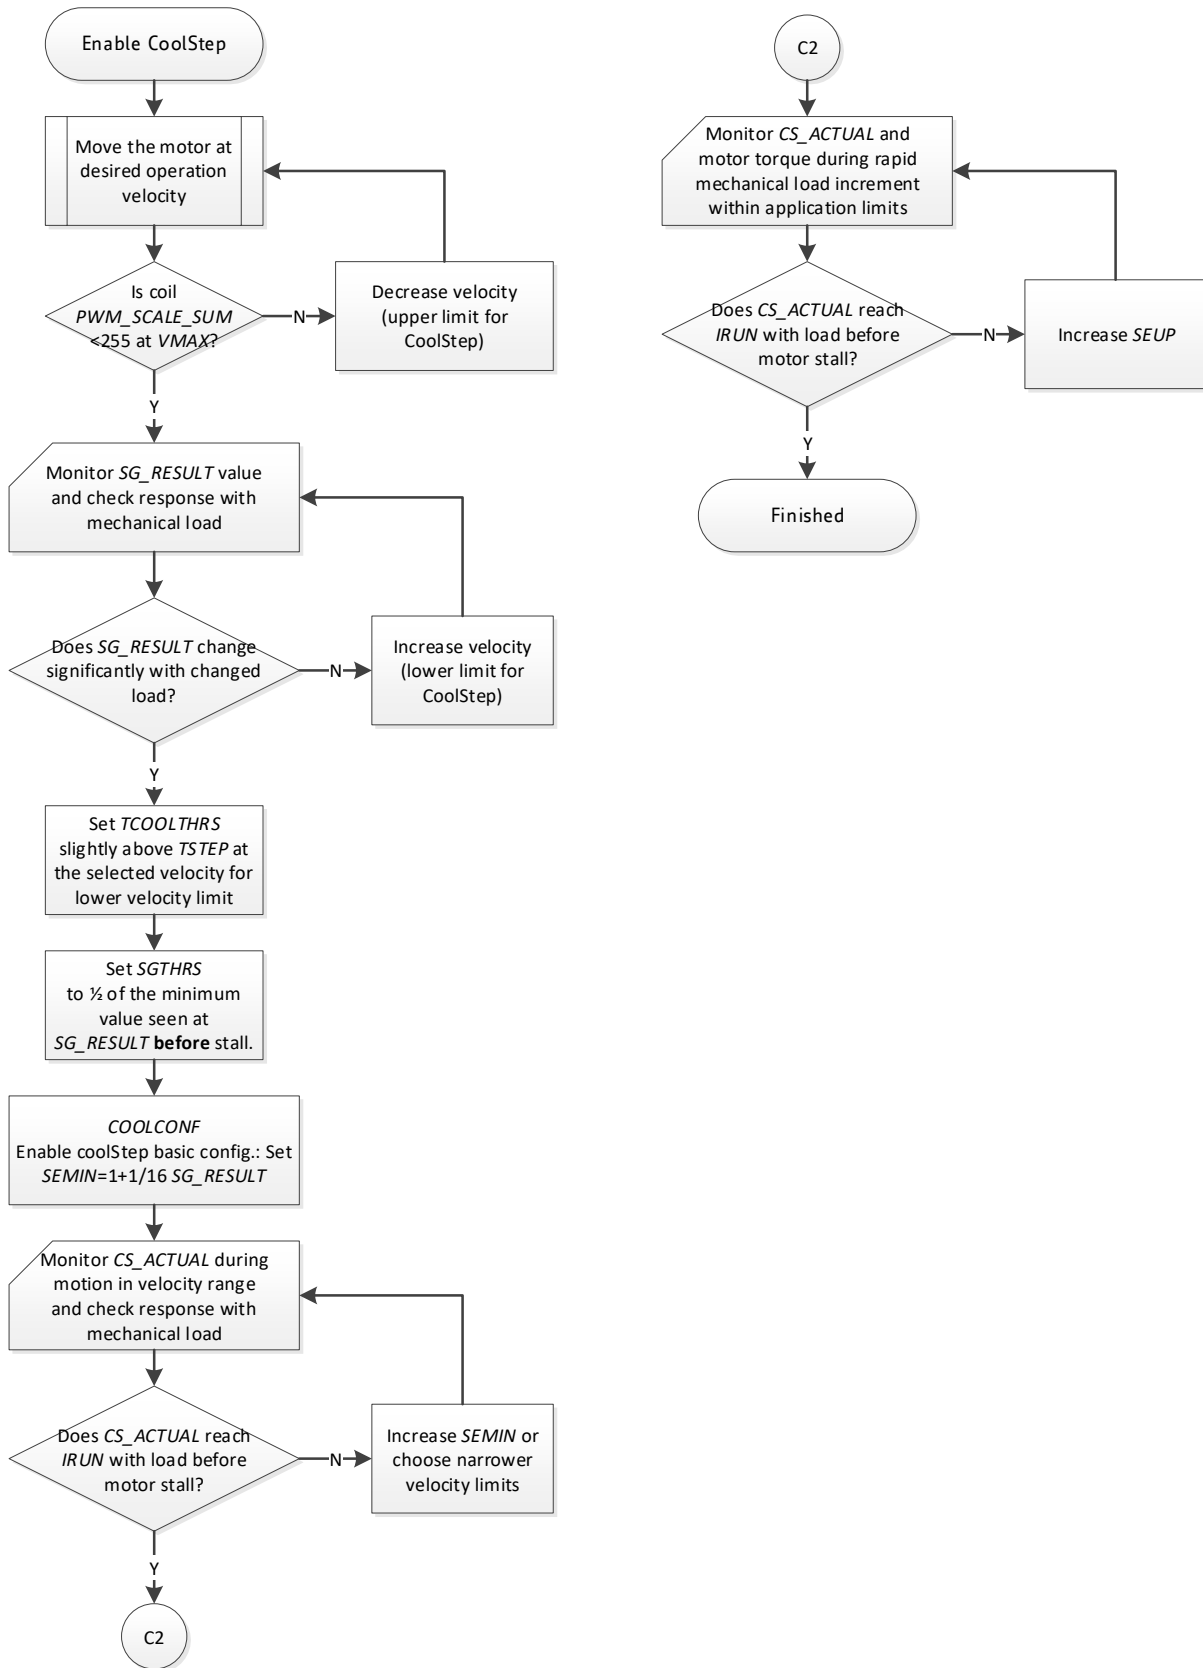 Enable CoolStep
Move the motor at
desired operation
velocity
Is coil
PWM_SCALE_SUM
<255 at VMAX?
N
Decrease velocity
(upper limit for
CoolStep)
Y
Monitor SG_RESULT value
and check response with
mechanical load
Does SG_RESULT change
significantly with changed
load?
N
Increase velocity
(lower limit for
CoolStep)
Y
Set TCOOLTHRS
slightly above TSTEP at
the selected velocity for
lower velocity limit
Set SGTHRS
to ½ of the minimum
value seen at
SG_RESULT before stall.
COOLCONF
Enable coolStep basic config.: Set
SEMIN=1+1/16 SG_RESULT
Monitor CS_ACTUAL during
motion in velocity range
and check response with
mechanical load
Does CS_ACTUAL reach
IRUN with load before
motor stall?
N
Increase SEMIN or
choose narrower
velocity limits
Y
C2
C2
Monitor CS_ACTUAL and
motor torque during rapid
mechanical load increment
within application limits
Does CS_ACTUAL reach
IRUN with load before
motor stall?
N
Increase SEUP
Y
Finished